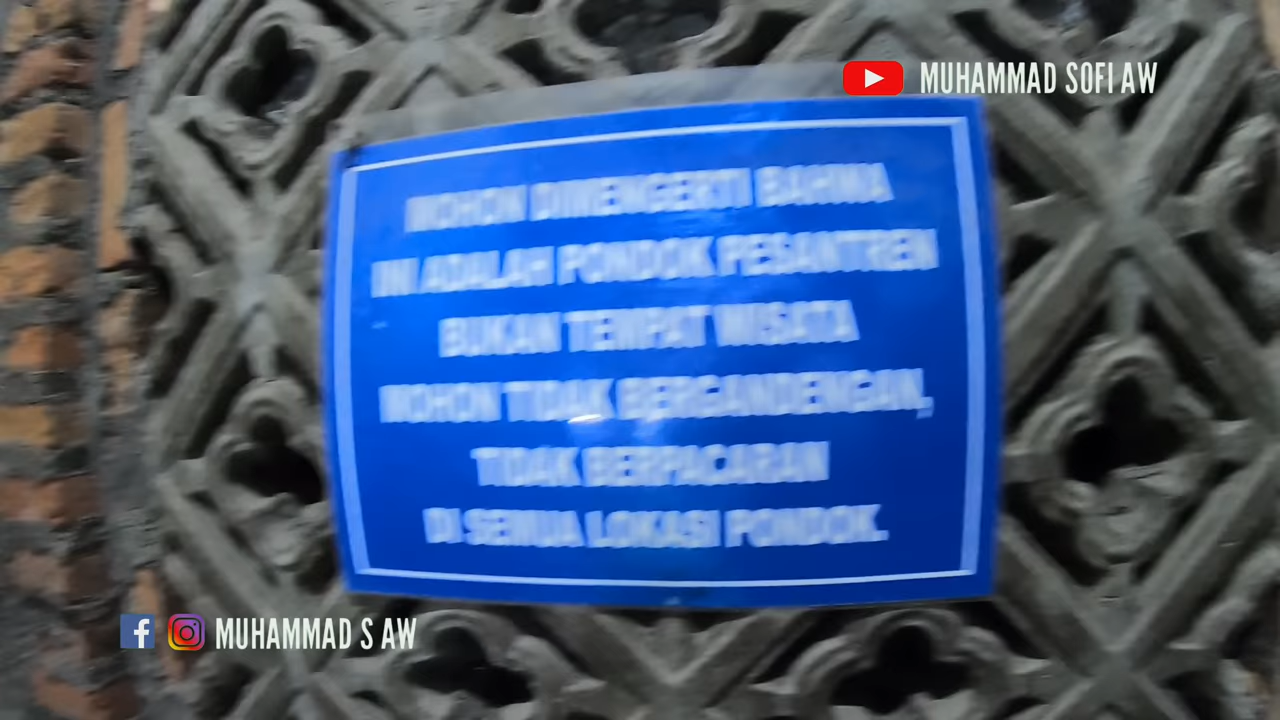 MUHAMMAD SOFI AW
MOHON DIMENGERTI BAHWA
INI ADALAH PONDOK PESANTREN
BUKAN TEMPAT WISATA
MOHON TIDAK BERGANDENGAN,
TIDAK BERPACARAN
DI SEMUA LOKASI PONDOK.
MUHAMMAD S AW